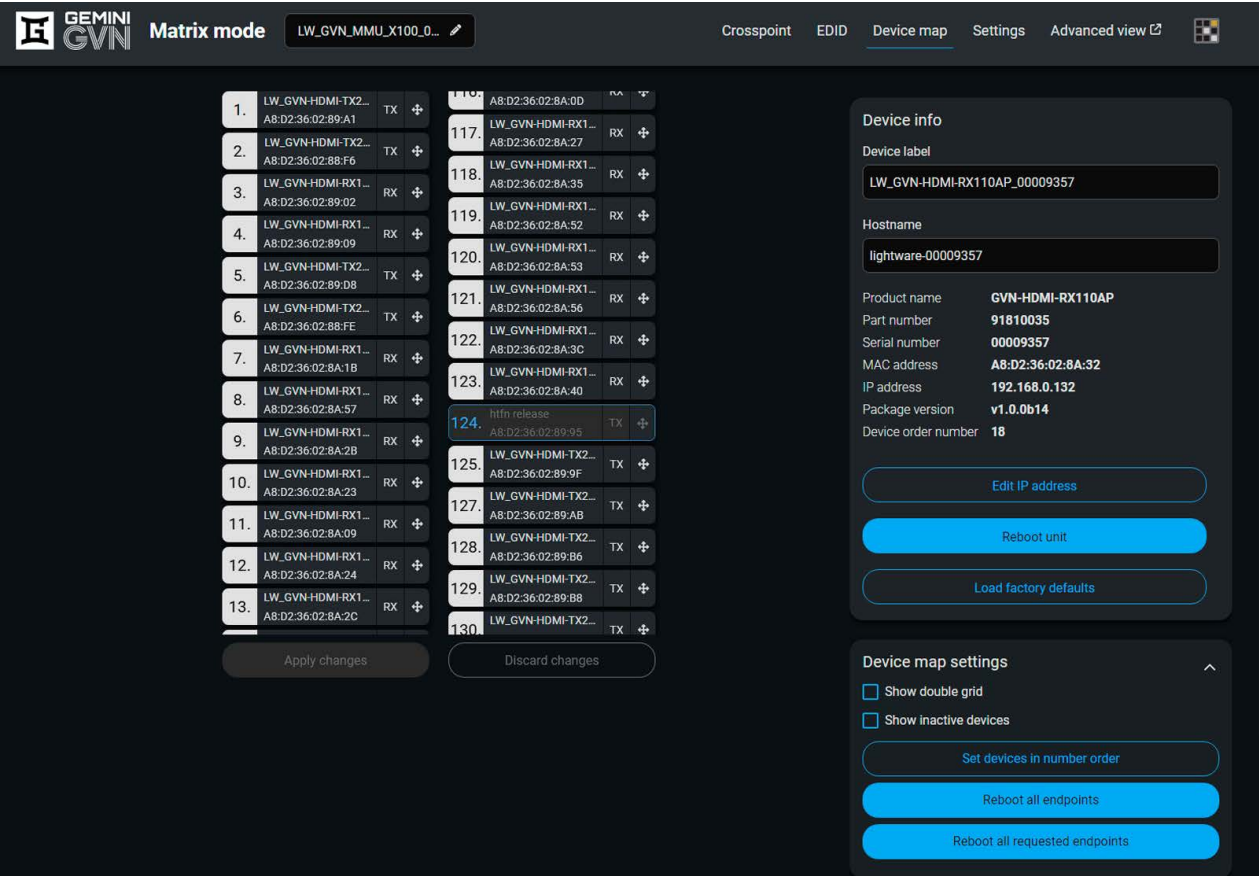 GEMINI
GVN
Matrix mode
LW_GVN_MMU_X100_0...
Crosspoint
EDID
Device map
Settings
Advanced view
1. LW_GVN-HDMI-TX2... TX
A8:D2:36:02:89:A1
2. LW_GVN-HDMI-TX2... TX
A8:D2:36:02:88:F6
3. LW_GVN-HDMI-RX1... RX
A8:D2:36:02:89:02
4. LW_GVN-HDMI-RX1... RX
A8:D2:36:02:89:09
5. LW_GVN-HDMI-TX2... TX
A8:D2:36:02:89:D8
6. LW_GVN-HDMI-TX2... TX
A8:D2:36:02:88:FE
7. LW_GVN-HDMI-RX1... RX
A8:D2:36:02:8A:1B
8. LW_GVN-HDMI-RX1... RX
A8:D2:36:02:8A:57
9. LW_GVN-HDMI-RX1... RX
A8:D2:36:02:8A:2B
10. LW_GVN-HDMI-RX1... RX
A8:D2:36:02:8A:23
11. LW_GVN-HDMI-RX1... RX
A8:D2:36:02:8A:09
12. LW_GVN-HDMI-RX1... RX
A8:D2:36:02:8A:24
13. LW_GVN-HDMI-RX1... RX
A8:D2:36:02:8A:2C
Apply changes
116. RX
A8:D2:36:02:8A:0D
117. LW_GVN-HDMI-RX1... RX
A8:D2:36:02:8A:27
118. LW_GVN-HDMI-RX1... RX
A8:D2:36:02:8A:35
119. LW_GVN-HDMI-RX1... RX
A8:D2:36:02:8A:52
120. LW_GVN-HDMI-RX1... RX
A8:D2:36:02:8A:53
121. LW_GVN-HDMI-RX1... RX
A8:D2:36:02:8A:56
122. LW_GVN-HDMI-RX1... RX
A8:D2:36:02:8A:3C
123. LW_GVN-HDMI-RX1... RX
A8:D2:36:02:8A:40
124. htfn release TX
A8:D2:36:02:89:95
125. LW_GVN-HDMI-TX2... TX
A8:D2:36:02:89:9F
127. LW_GVN-HDMI-TX2... TX
A8:D2:36:02:89:AB
128. LW_GVN-HDMI-TX2... TX
A8:D2:36:02:89:B6
129. LW_GVN-HDMI-TX2... TX
A8:D2:36:02:89:B8
130. LW_GVN-HDMI-TX2... TX
Discard changes
Device info
Device label
LW_GVN-HDMI-RX110AP_00009357
Hostname
lightware-00009357
Product name GVN-HDMI-RX110AP
Part number 91810035
Serial number 00009357
MAC address A8:D2:36:02:8A:32
IP address 192.168.0.132
Package version v1.0.0b14
Device order number 18
Edit IP address
Reboot unit
Load factory defaults
Device map settings
Show double grid
Show inactive devices
Set devices in number order
Reboot all endpoints
Reboot all requested endpoints